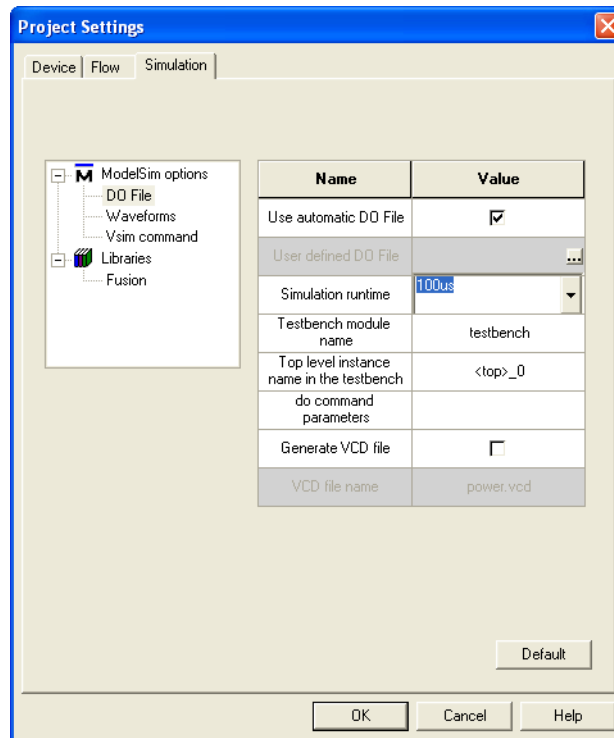 Project Settings
Device Flow Simulation
ModelSim options
DO File
Waveforms
Vsim command
Libraries
Fusion
Name Value
Use automatic DO File
User defined DO File ...
Simulation runtime 100us
Testbench module
name
testbench
Top level instance
name in the testbench
<top>_0
do command
parameters
Generate VCD file
VCD file name power.vcd
Default
OK Cancel Help